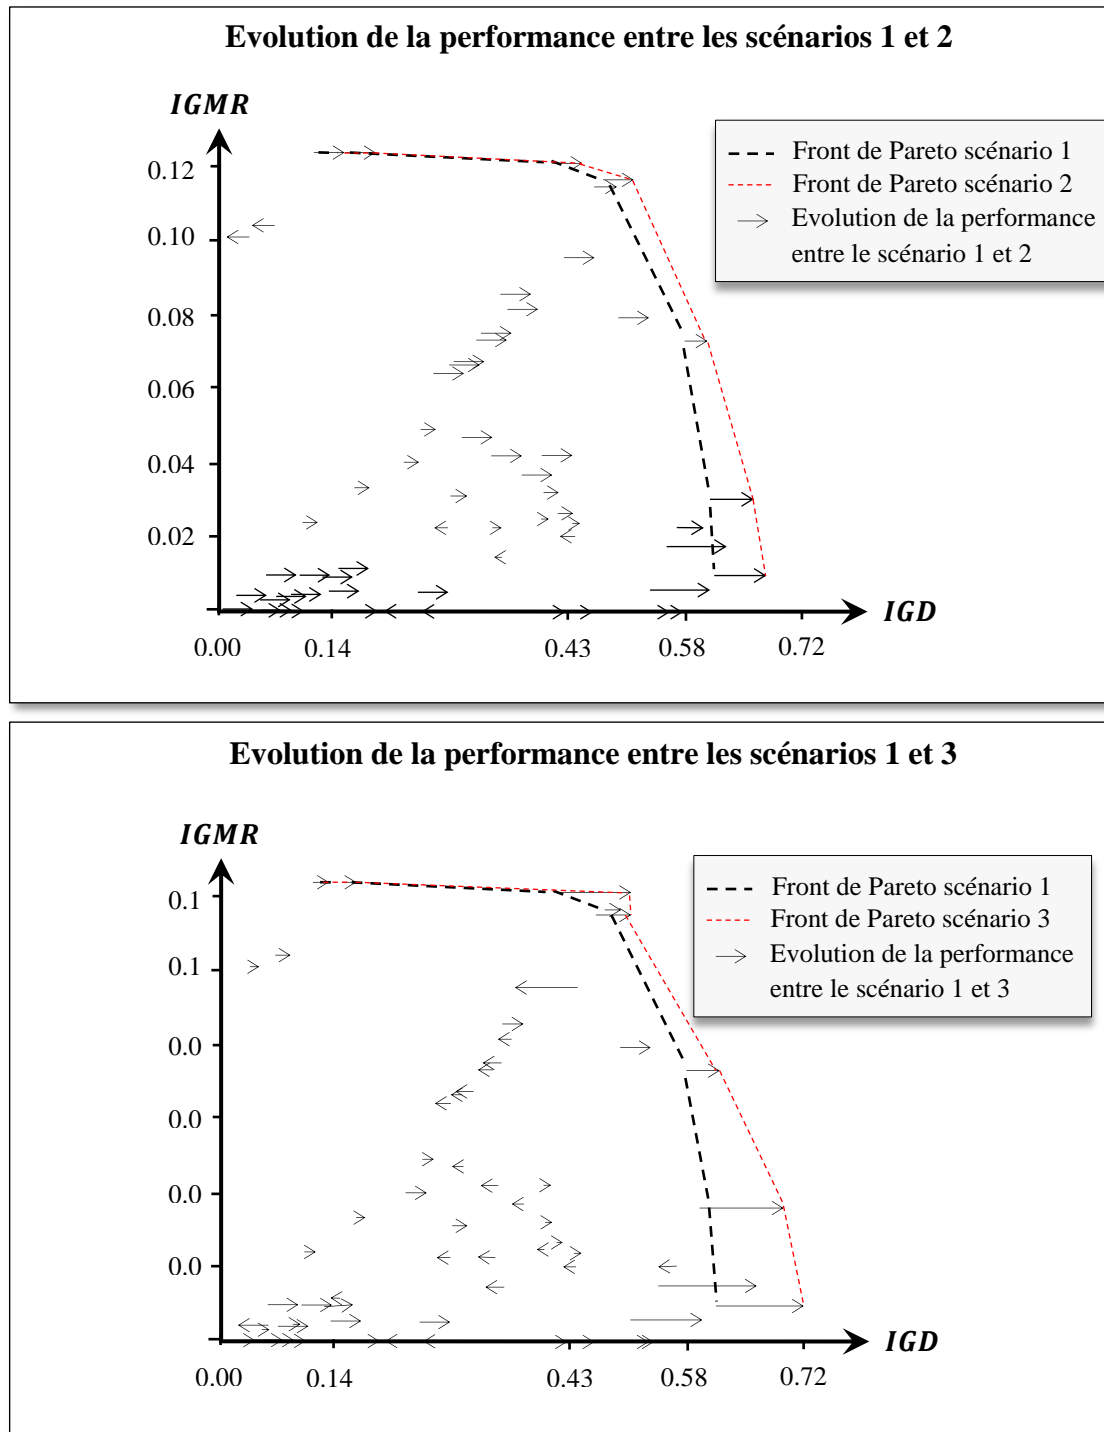 Evolution de la performance entre les scénarios 1 et 2
IGMR
0.12
0.10
0.08
0.06
0.04
0.02
0.00
0.14
0.43
0.58
0.72
IGD
Front de Pareto scénario 1
Front de Pareto scénario 2
Evolution de la performance
entre le scénario 1 et 2
Evolution de la performance entre les scénarios 1 et 3
IGMR
0.1
0.1
0.0
0.0
0.0
0.0
0.00
0.14
0.43
0.58
0.72
IGD
Front de Pareto scénario 1
Front de Pareto scénario 3
Evolution de la performance
entre le scénario 1 et 3